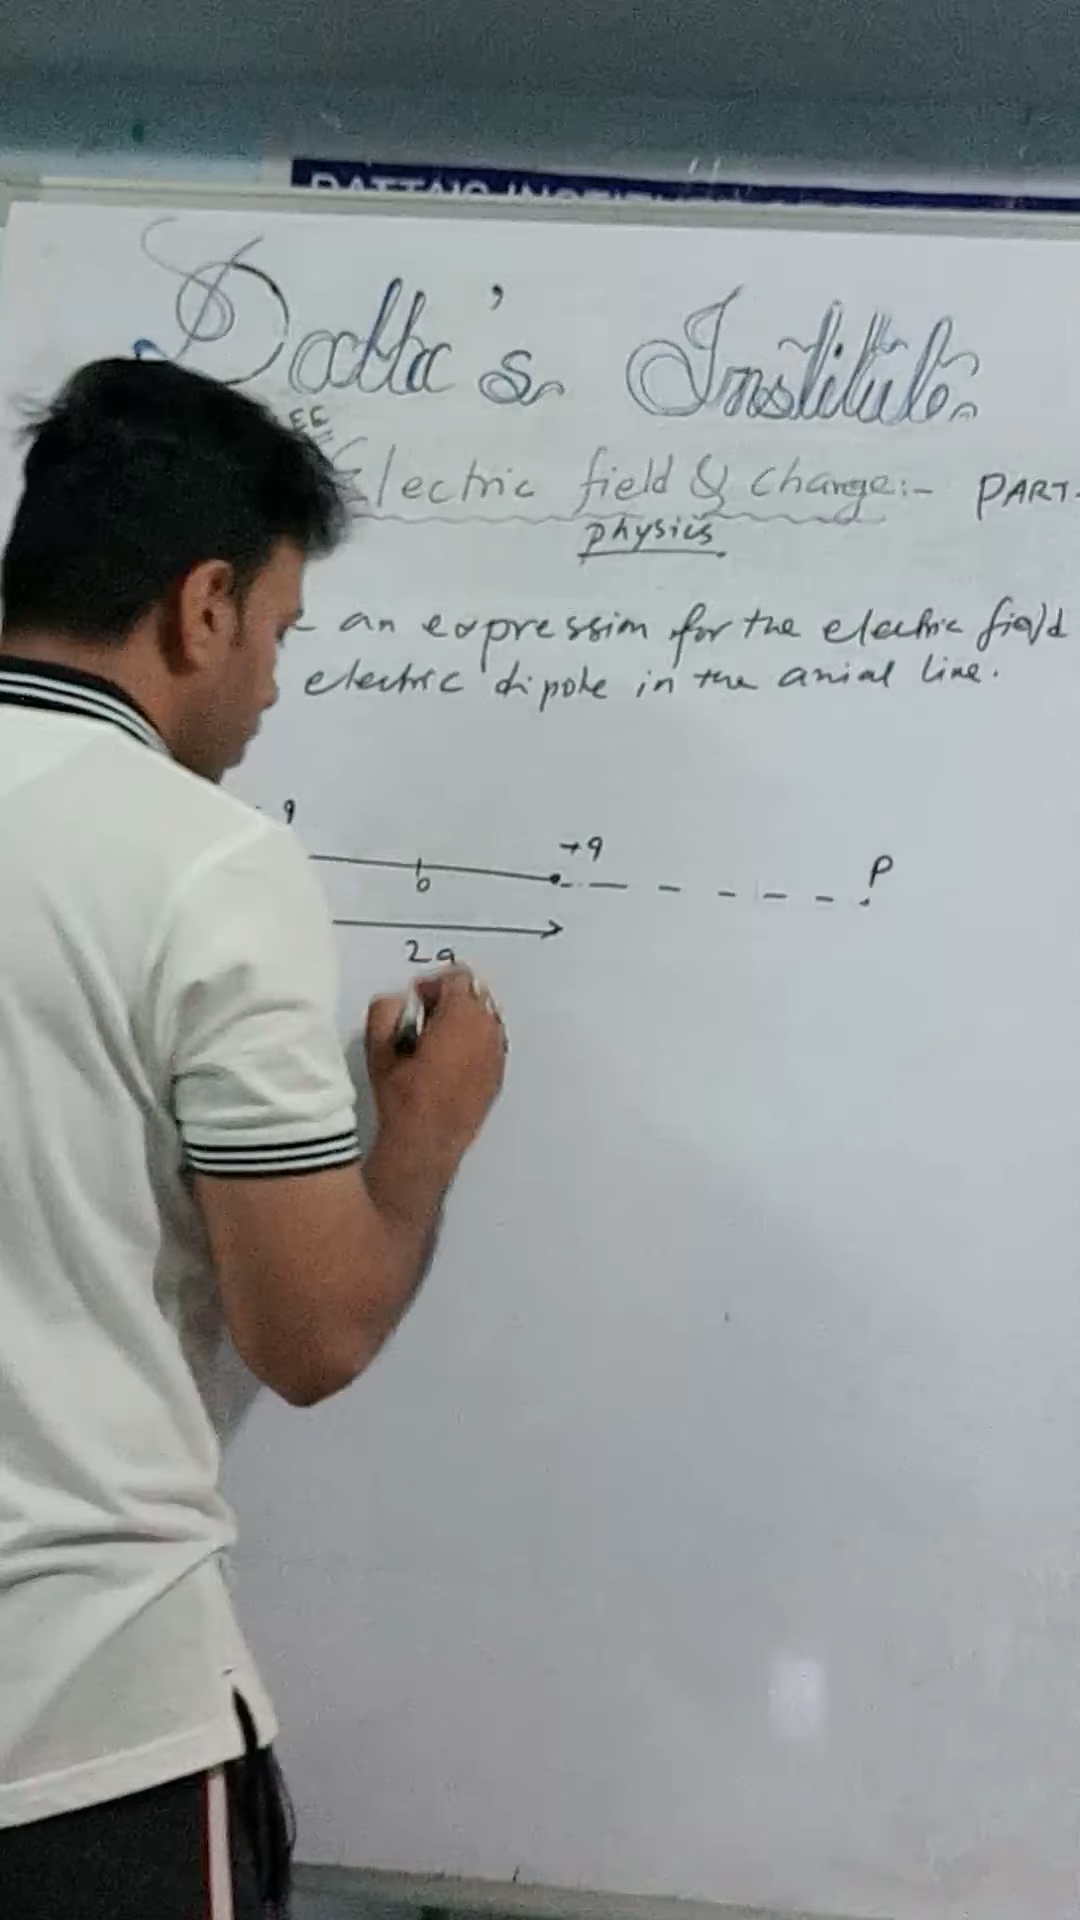 Datta's Institute
Electric field & Charge:- PART-
physics
an expression for the electric field
electric dipole in the axial line.
-q
+q
P
o
2a